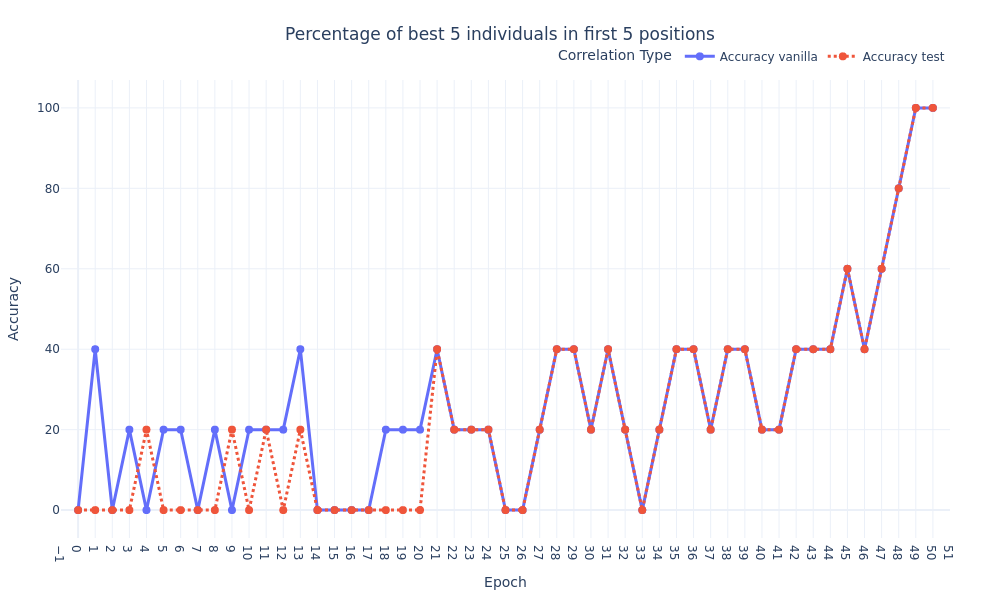 Percentage of best 5 individuals in first 5 positions
Correlation Type Accuracy vanilla Accuracy test
100
80
60
40
20
0
Accuracy
−1 0 1 2 3 4 5 6 7 8 9 10 11 12 13 14 15 16 17 18 19 20 21 22 23 24 25 26 27 28 29 30 31 32 33 34 35 36 37 38 39 40 41 42 43 44 45 46 47 48 49 50 51
Epoch